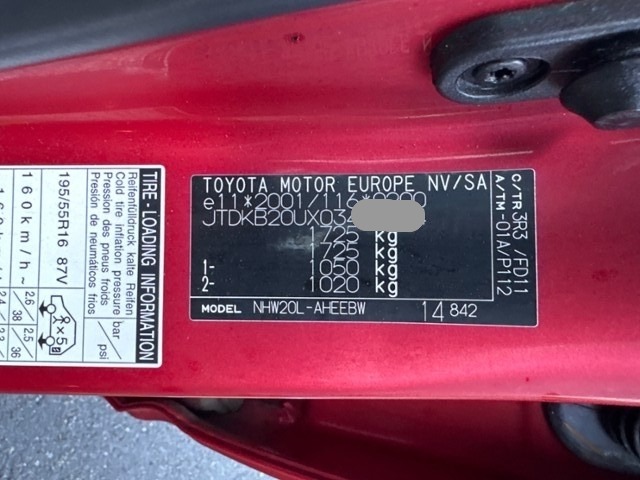 TOYOTA MOTOR EUROPE NV/SA
e11*2001/116*0200
JTDKB20UX03
1725 kg
1725 kg
1- 1050 kg
2- 1020 kg
MODEL NHW20L-AHEEBW 14 842
C/TR 3R3 /FD11
A/TM -01A/P112
TIRE-LOADING INFORMATION
Reifenfülldruck kalte Reifen
Cold tire inflation pressure bar / psi
Pression des pneus froids
Presión de neumáticos fríos
195/55R16 87V
x5
160km/h~ 2.6/38 2.5/36